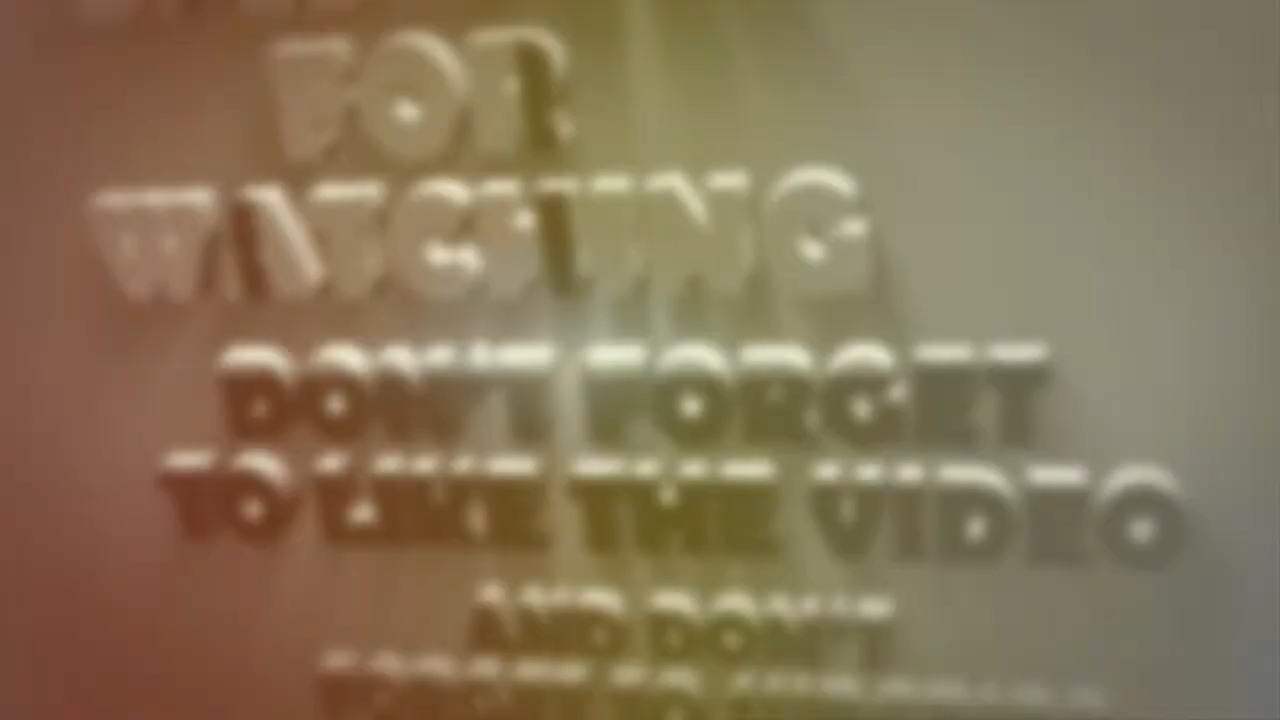 FOR
WATCHING
DON'T FORGET
TO LIKE THE VIDEO
AND DON'T